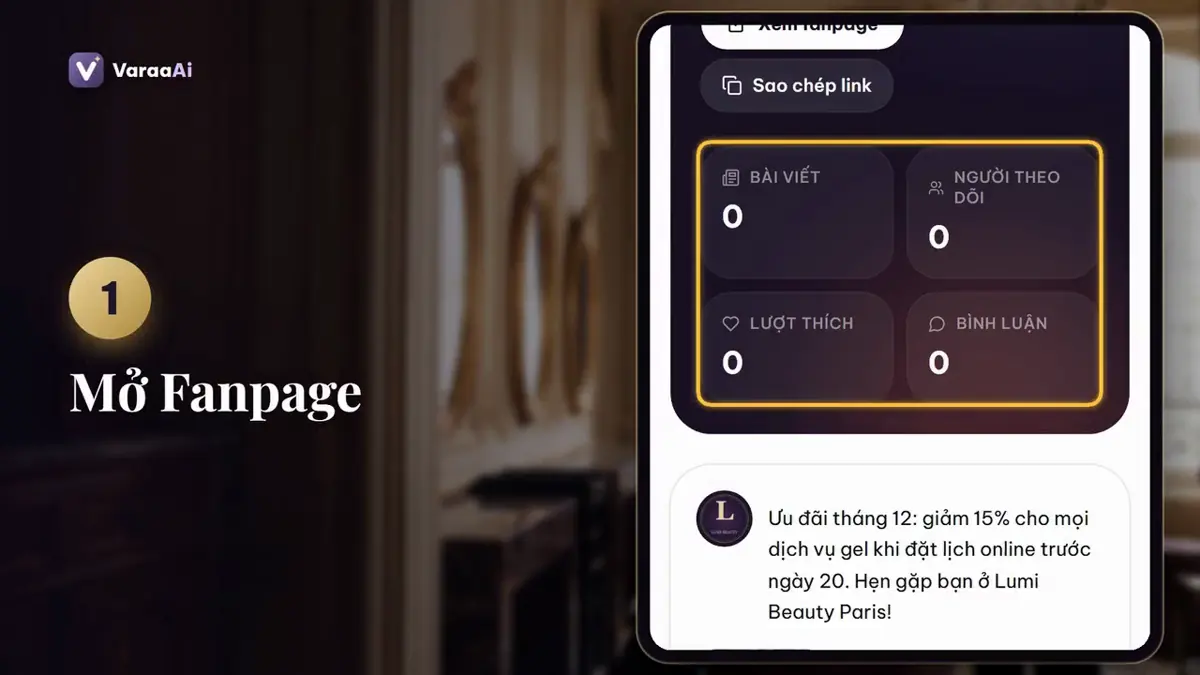 VaraaAi
1
Mở Fanpage
Xem fanpage
Sao chép link
BÀI VIẾT
0
NGƯỜI THEO
DÕI
0
LƯỢT THÍCH
0
BÌNH LUẬN
0
L
Ưu đãi tháng 12: giảm 15% cho mọi
dịch vụ gel khi đặt lịch online trước
ngày 20. Hẹn gặp bạn ở Lumi
Beauty Paris!